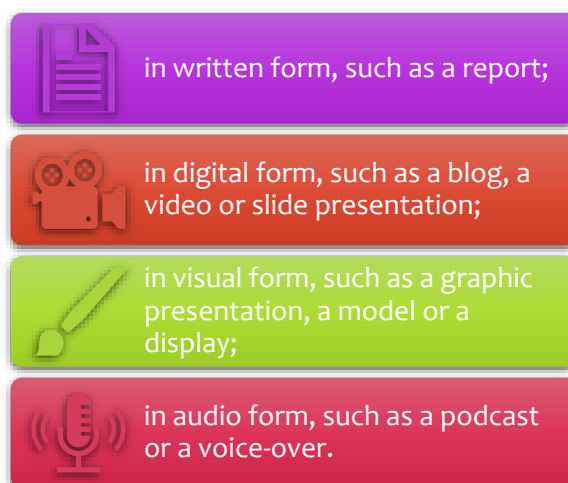 in written form, such as a report;
in digital form, such as a blog, a
video or slide presentation;
in visual form, such as a graphic
presentation, a model or a
display;
in audio form, such as a podcast
or a voice-over.